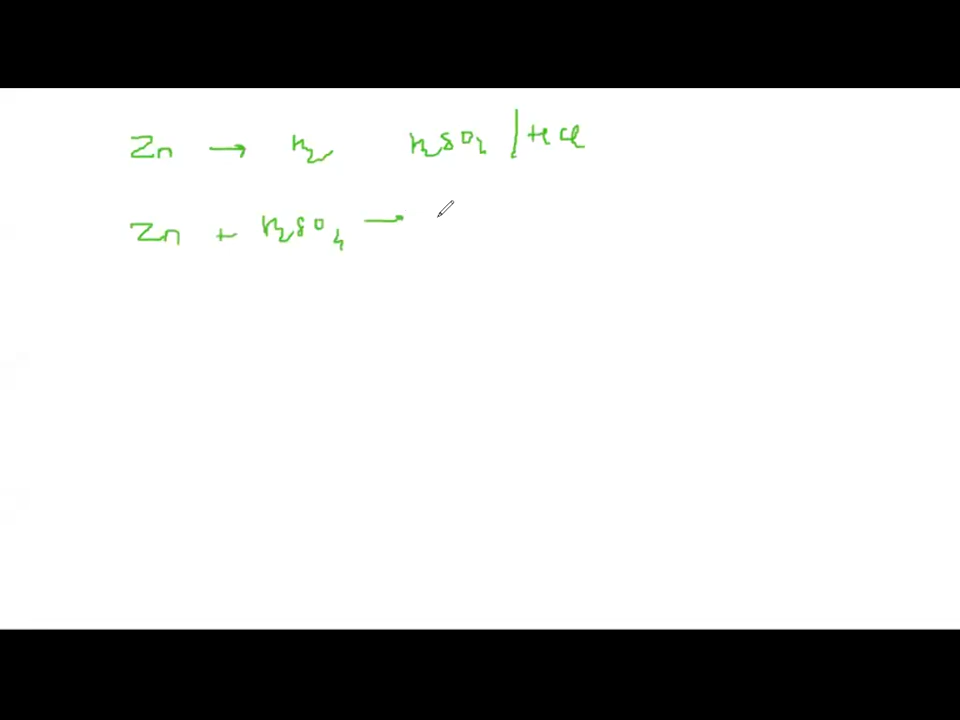 Zn → H₂ H₂SO₄ / HCl
Zn + H₂SO₄ →